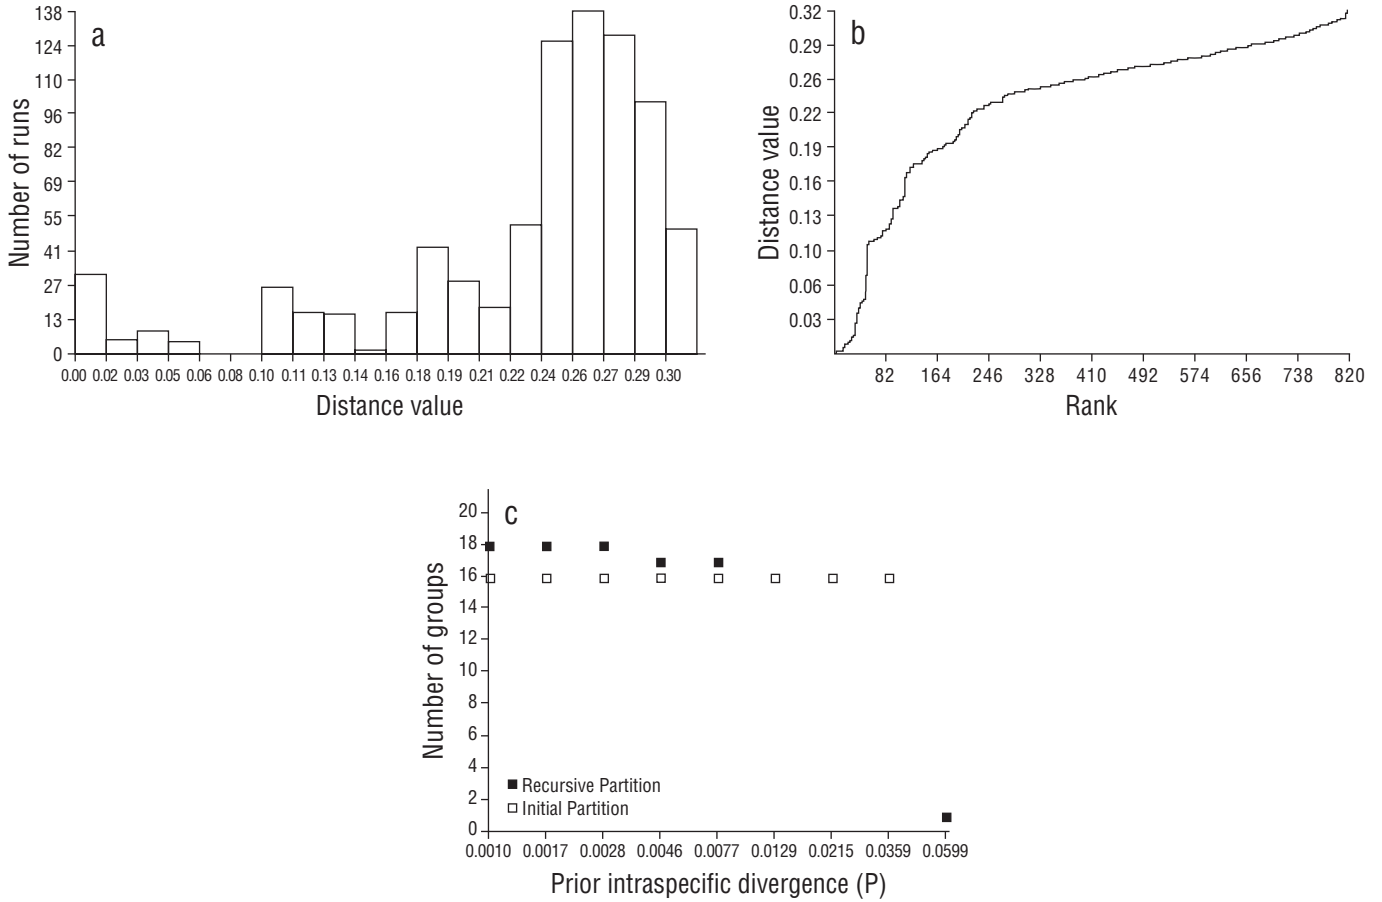 a
Number of runs
138
124
110
96
82
69
55
41
27
13
0
0.00 0.02 0.03 0.05 0.06 0.08 0.10 0.11 0.13 0.14 0.16 0.18 0.19 0.21 0.22 0.24 0.26 0.27 0.29 0.30
Distance value
b
Distance value
0.32
0.29
0.26
0.22
0.19
0.16
0.13
0.10
0.06
0.03
82 164 246 328 410 492 574 656 738 820
Rank
c
Number of groups
20
18
16
14
12
10
8
6
4
2
0
Recursive Partition
Initial Partition
0.0010 0.0017 0.0028 0.0046 0.0077 0.0129 0.0215 0.0359 0.0599
Prior intraspecific divergence (P)